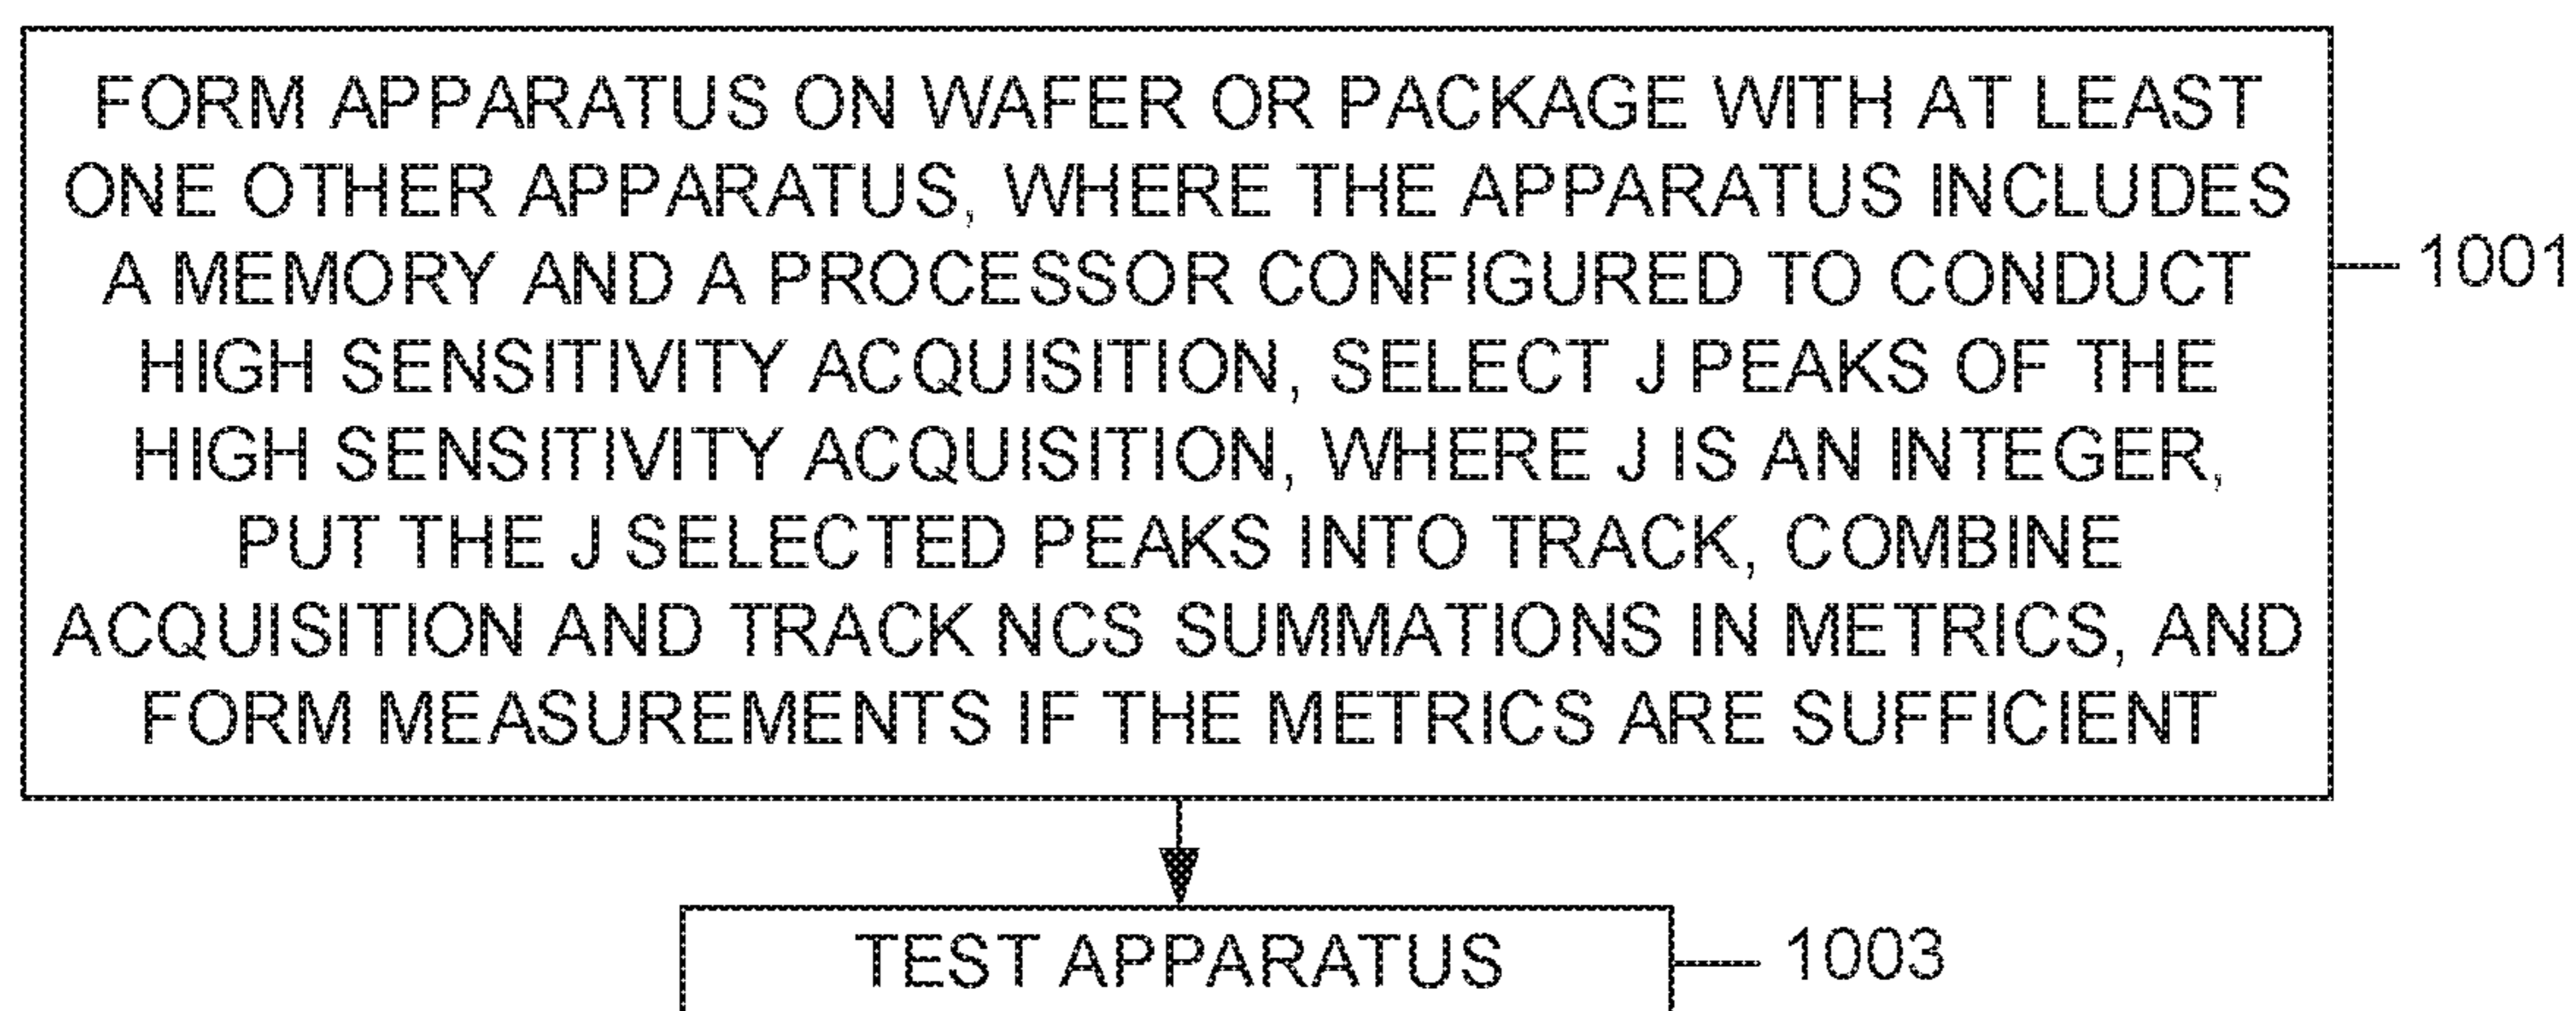 FORM APPARATUS ON WAFER OR PACKAGE WITH AT LEAST
ONE OTHER APPARATUS, WHERE THE APPARATUS INCLUDES
A MEMORY AND A PROCESSOR CONFIGURED TO CONDUCT
HIGH SENSITIVITY ACQUISITION, SELECT J PEAKS OF THE
HIGH SENSITIVITY ACQUISITION, WHERE J IS AN INTEGER,
PUT THE J SELECTED PEAKS INTO TRACK, COMBINE
ACQUISITION AND TRACK NCS SUMMATIONS IN METRICS, AND
FORM MEASUREMENTS IF THE METRICS ARE SUFFICIENT
1001
TEST APPARATUS
1003